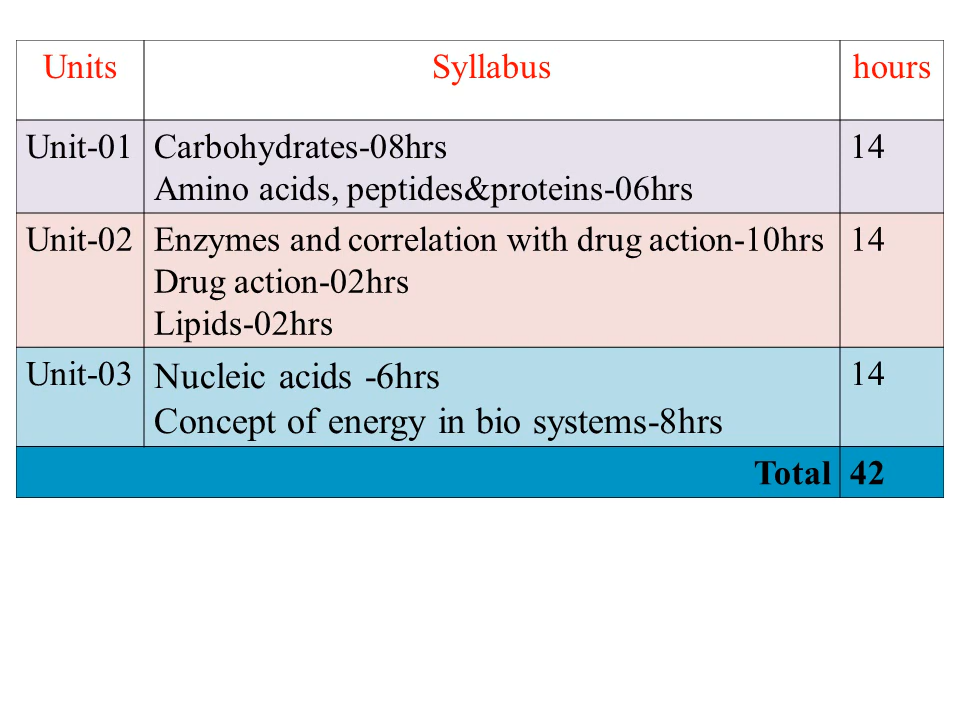 Units Syllabus hours
Unit-01 Carbohydrates-08hrs 14
Amino acids, peptides&proteins-06hrs
Unit-02 Enzymes and correlation with drug action-10hrs 14
Drug action-02hrs
Lipids-02hrs
Unit-03 Nucleic acids -6hrs 14
Concept of energy in bio systems-8hrs
Total 42